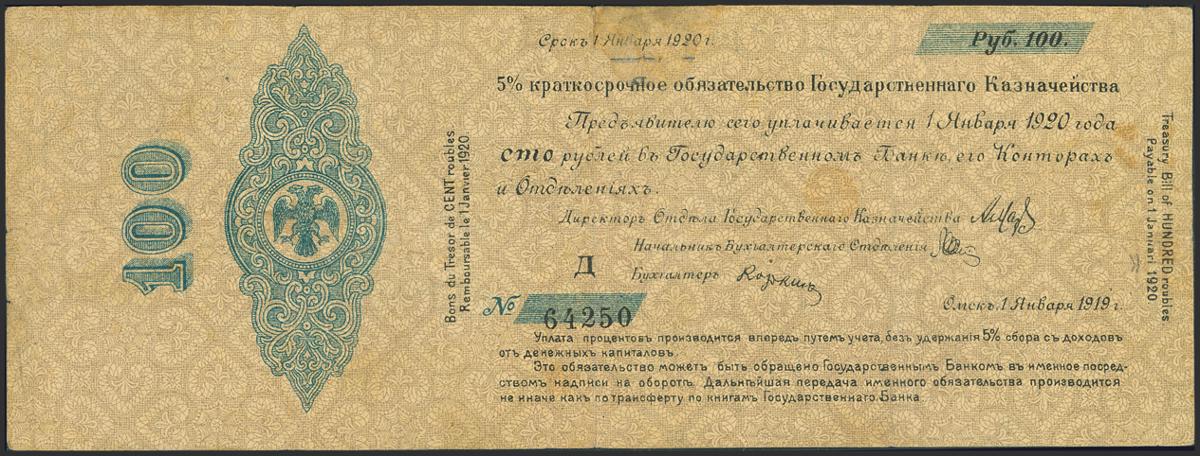 Срокъ 1 Января 1920 г.
Руб. 100.
5% краткосрочное обязательство Государственнаго Казначейства
Предъявителю сего уплачивается 1 Января 1920 года
сто рублей въ Государственномъ Банкѣ, его Конторахъ
и Отдѣленіяхъ.
Директоръ Отдѣла Государственнаго Казначейства
Начальникъ Бухгалтерскаго Отдѣленія
Д
Бухгалтеръ
№ 64250
Омскъ, 1 Января 1919 г.
Уплата процентовъ производится впередъ путемъ учета, безъ удержанія 5% сбора съ доходовъ
отъ денежныхъ капиталовъ.
Это обязательство можетъ быть обращено Государственнымъ Банкомъ въ именное посред-
ствомъ надписи на оборотѣ. Дальнѣйшая передача именного обязательства производится
не иначе какъ по трансферту по книгамъ Государственнаго Банка.
100
Bons du Tresor de CENT roubles
Remboursable le 1 Janvier 1920.
Treasury Bill of HUNDRED roubles
Payable on 1 Januari 1920